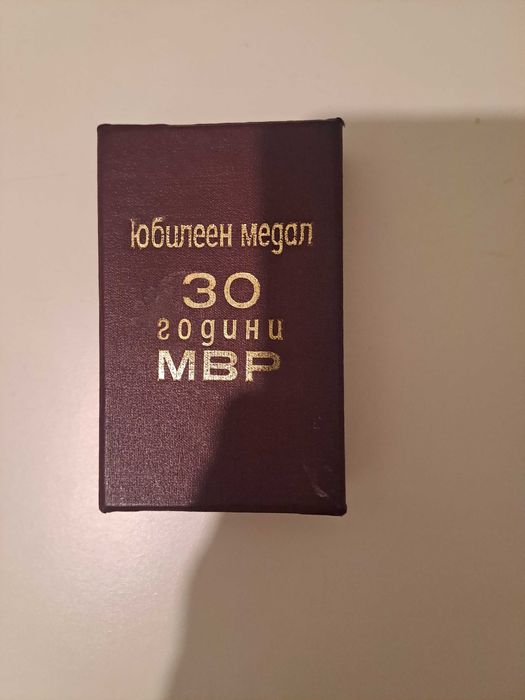 Юбилеен медал
30
години
МВР